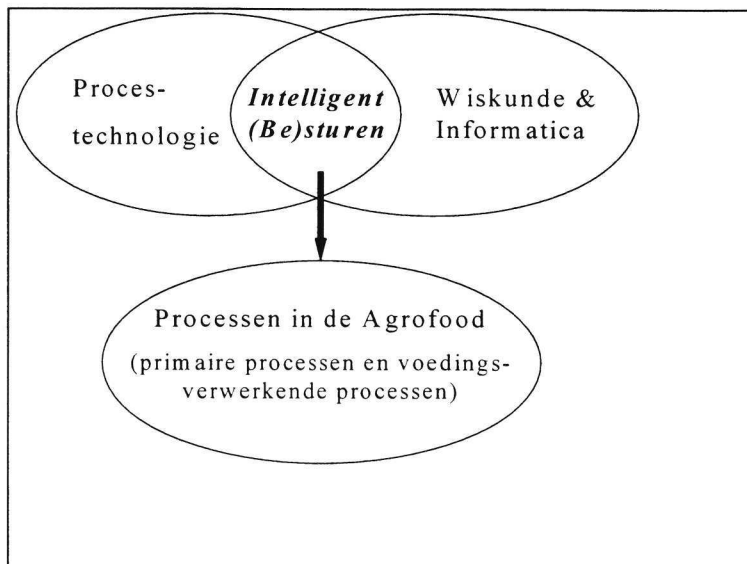 Proces-
technologie
Intelligent
(Be)sturen
Wiskunde &
Informatica
Processen in de Agrofood
(primaire processen en voedings-
verwerkende processen)